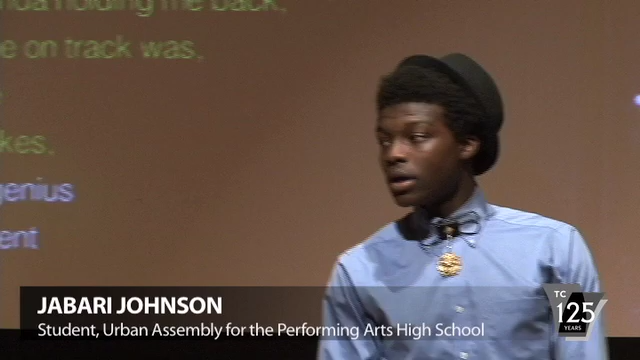 holding me back,
e on track was,
kes.
genius
ent
JABARI JOHNSON
Student, Urban Assembly for the Performing Arts High School
TC
125
YEARS